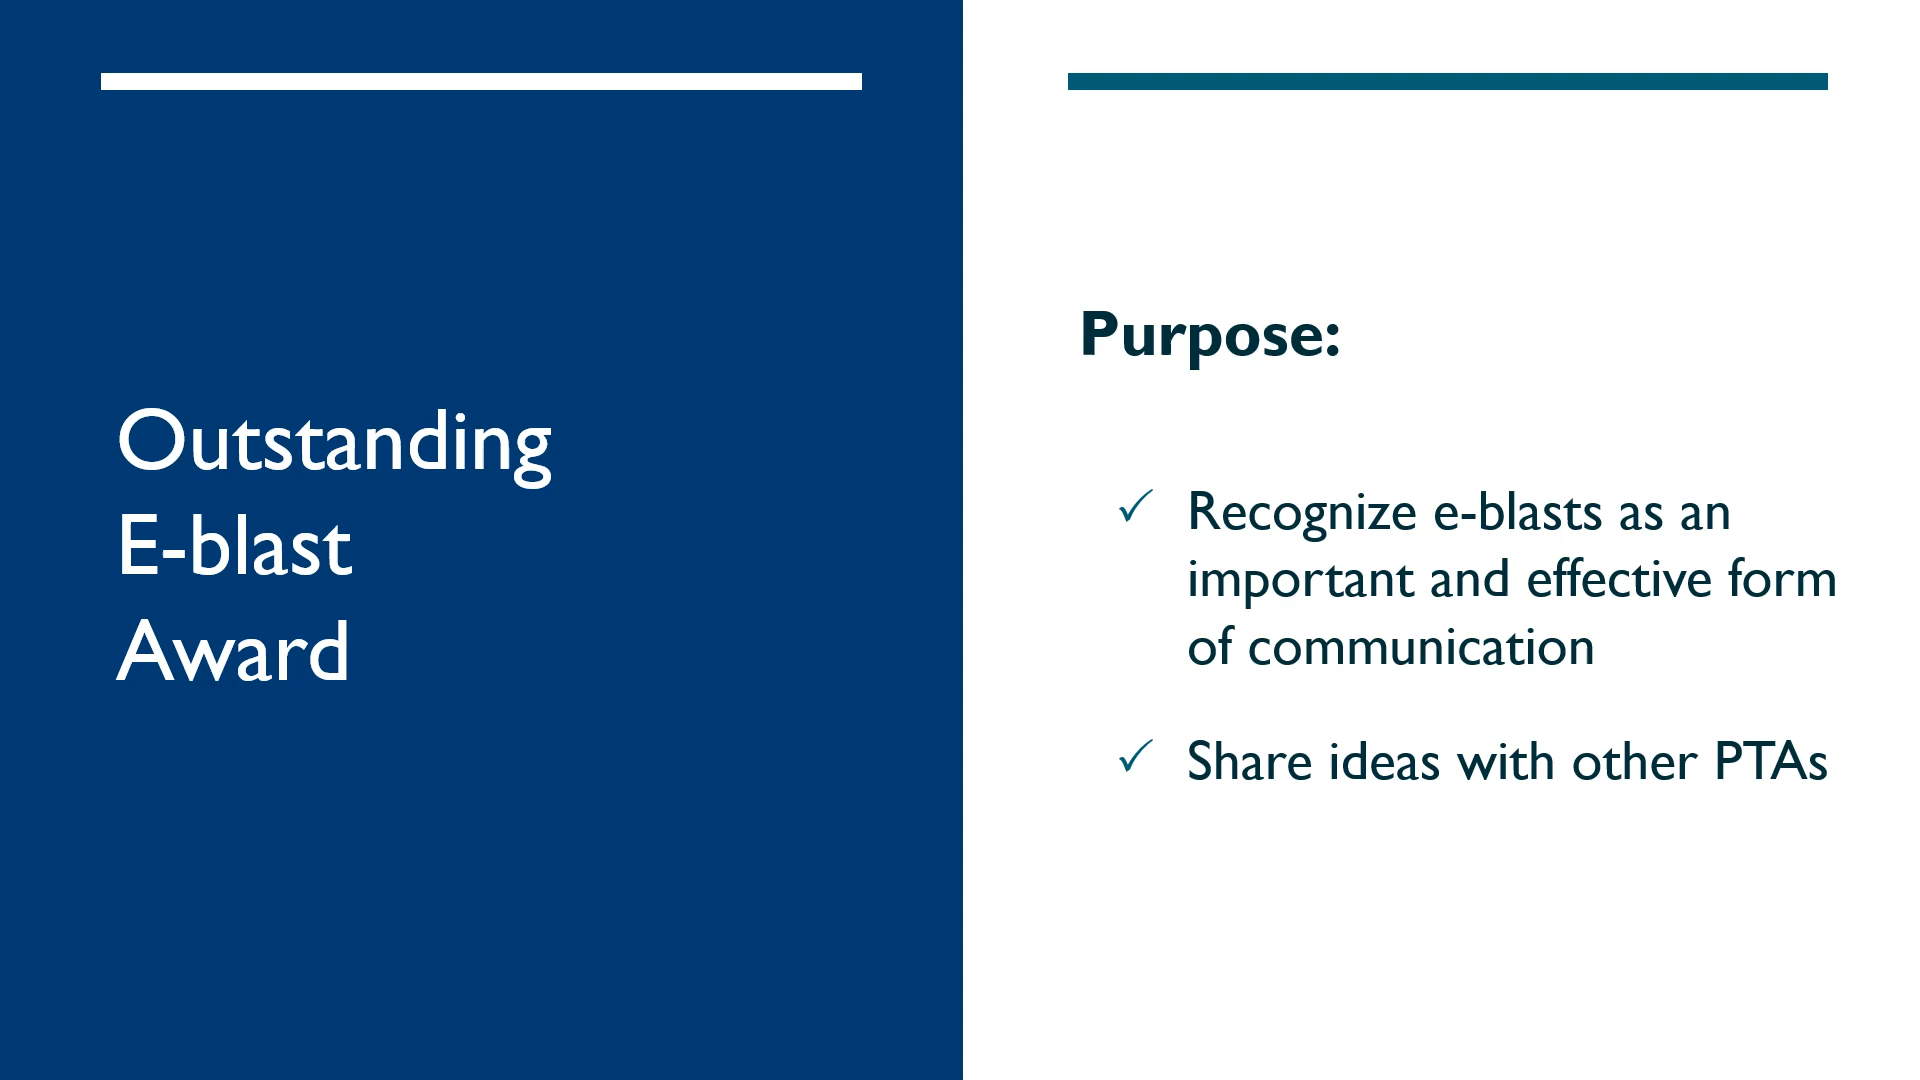 Outstanding
E-blast
Award
Purpose:
✓ Recognize e-blasts as an
important and effective form
of communication
✓ Share ideas with other PTAs